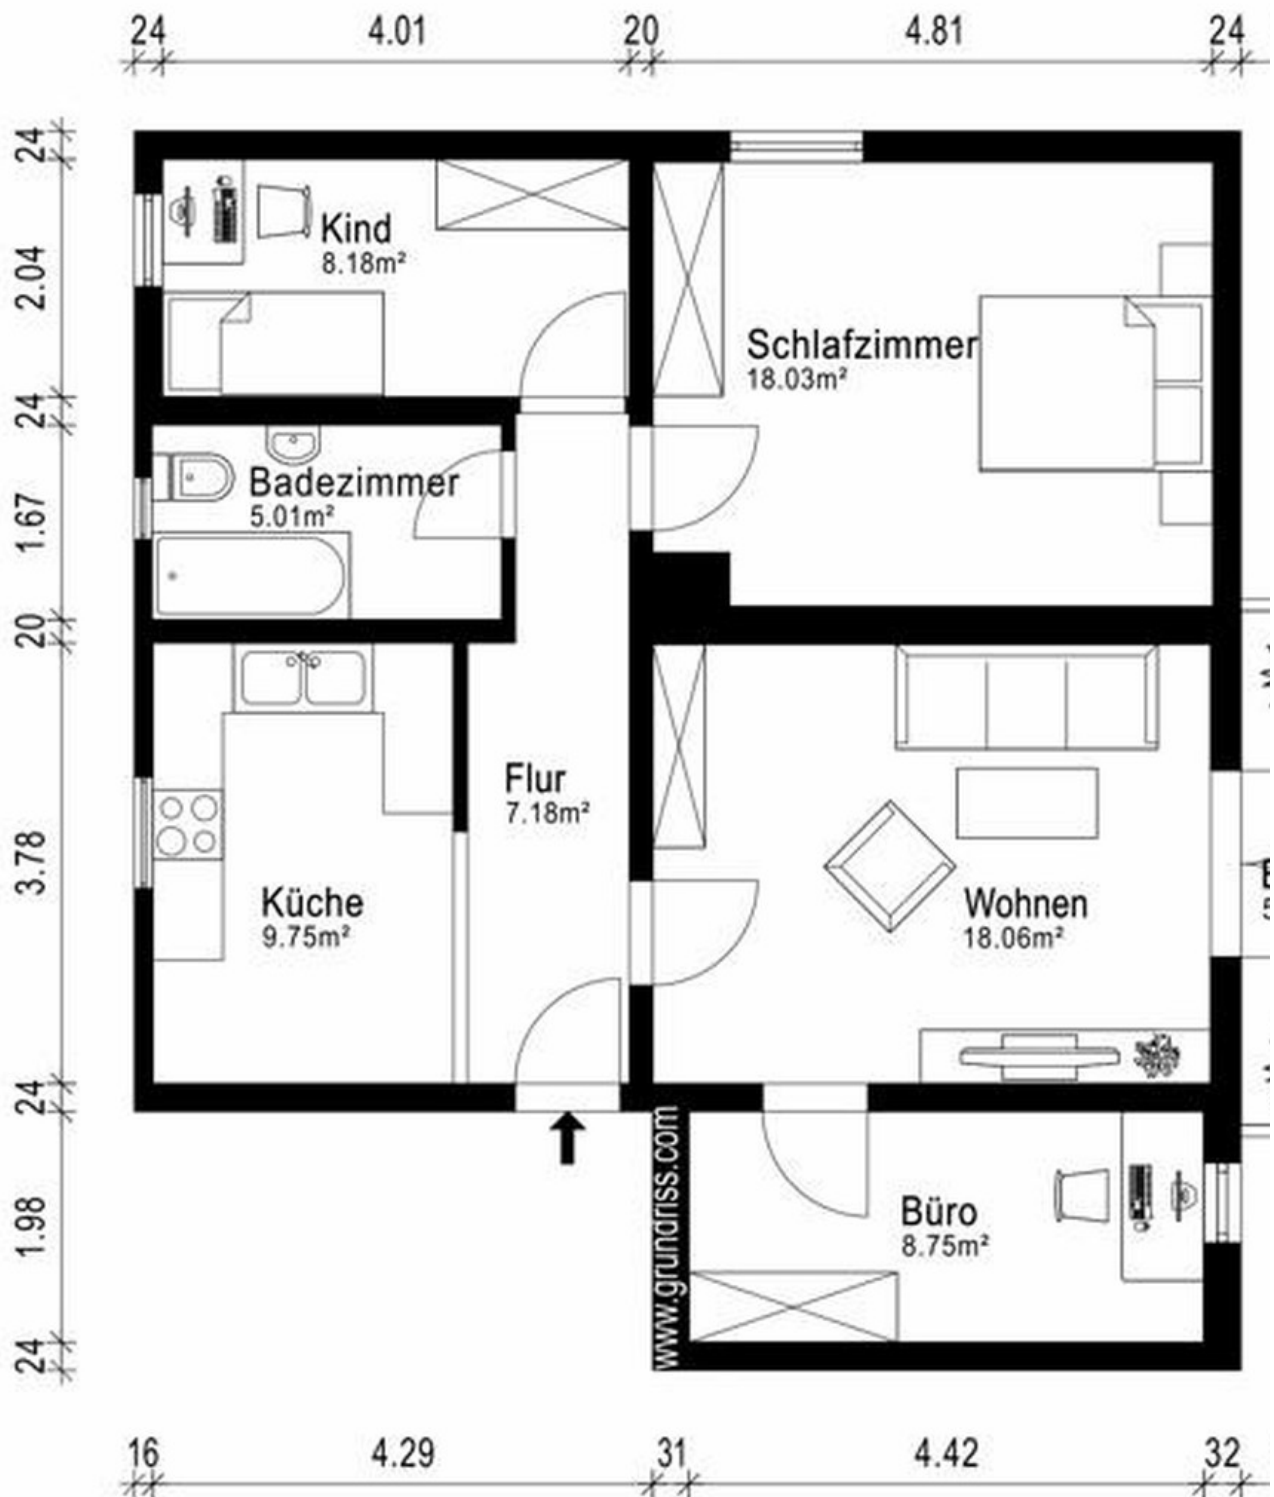 24 4.01 20 4.81 24
24
2.04
24
1.67
20
3.78
24
1.98
24
Kind
8.18m²
Schlafzimmer
18.03m²
Badezimmer
5.01m²
Flur
7.18m²
Küche
9.75m²
Wohnen
18.06m²
Büro
8.75m²
www.grundriss.com
16 4.29 31 4.42 32